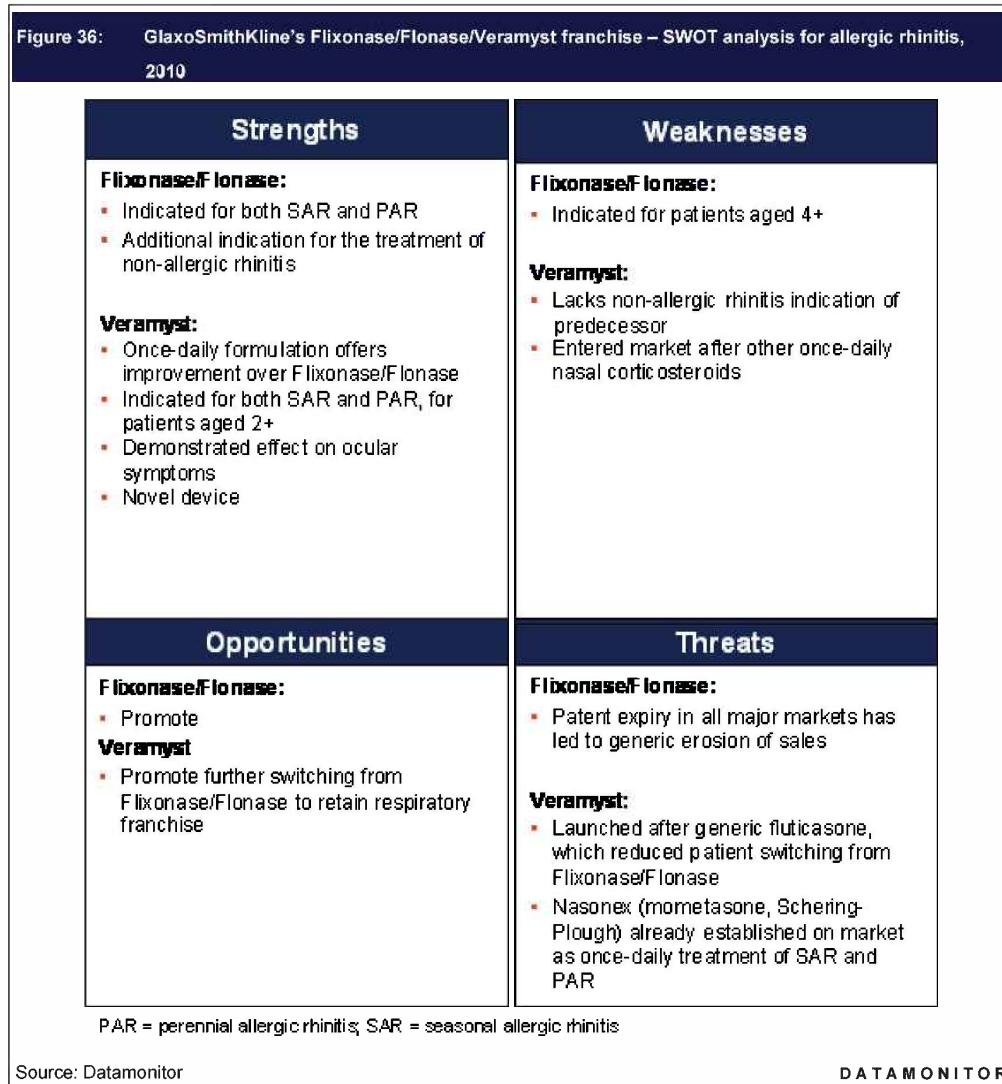 Figure 36: GlaxoSmithKline's Flixonase/Flonase/Veramyst franchise – SWOT analysis for allergic rhinitis,
2010
Strengths
Flixonase/Flonase:
▪ Indicated for both SAR and PAR
▪ Additional indication for the treatment of
non-allergic rhinitis
Veramyst:
▪ Once-daily formulation offers
improvement over Flixonase/Flonase
▪ Indicated for both SAR and PAR, for
patients aged 2+
▪ Demonstrated effect on ocular
symptoms
▪ Novel device
Weaknesses
Flixonase/Flonase:
▪ Indicated for patients aged 4+
Veramyst:
▪ Lacks non-allergic rhinitis indication of
predecessor
▪ Entered market after other once-daily
nasal corticosteroids
Opportunities
Flixonase/Flonase:
▪ Promote
Veramyst
▪ Promote further switching from
Flixonase/Flonase to retain respiratory
franchise
Threats
Flixonase/Flonase:
▪ Patent expiry in all major markets has
led to generic erosion of sales
Veramyst:
▪ Launched after generic fluticasone,
which reduced patient switching from
Flixonase/Flonase
▪ Nasonex (mometasone, Schering-
Plough) already established on market
as once-daily treatment of SAR and
PAR
PAR = perennial allergic rhinitis; SAR = seasonal allergic rhinitis
Source: Datamonitor
DATAMONITOR